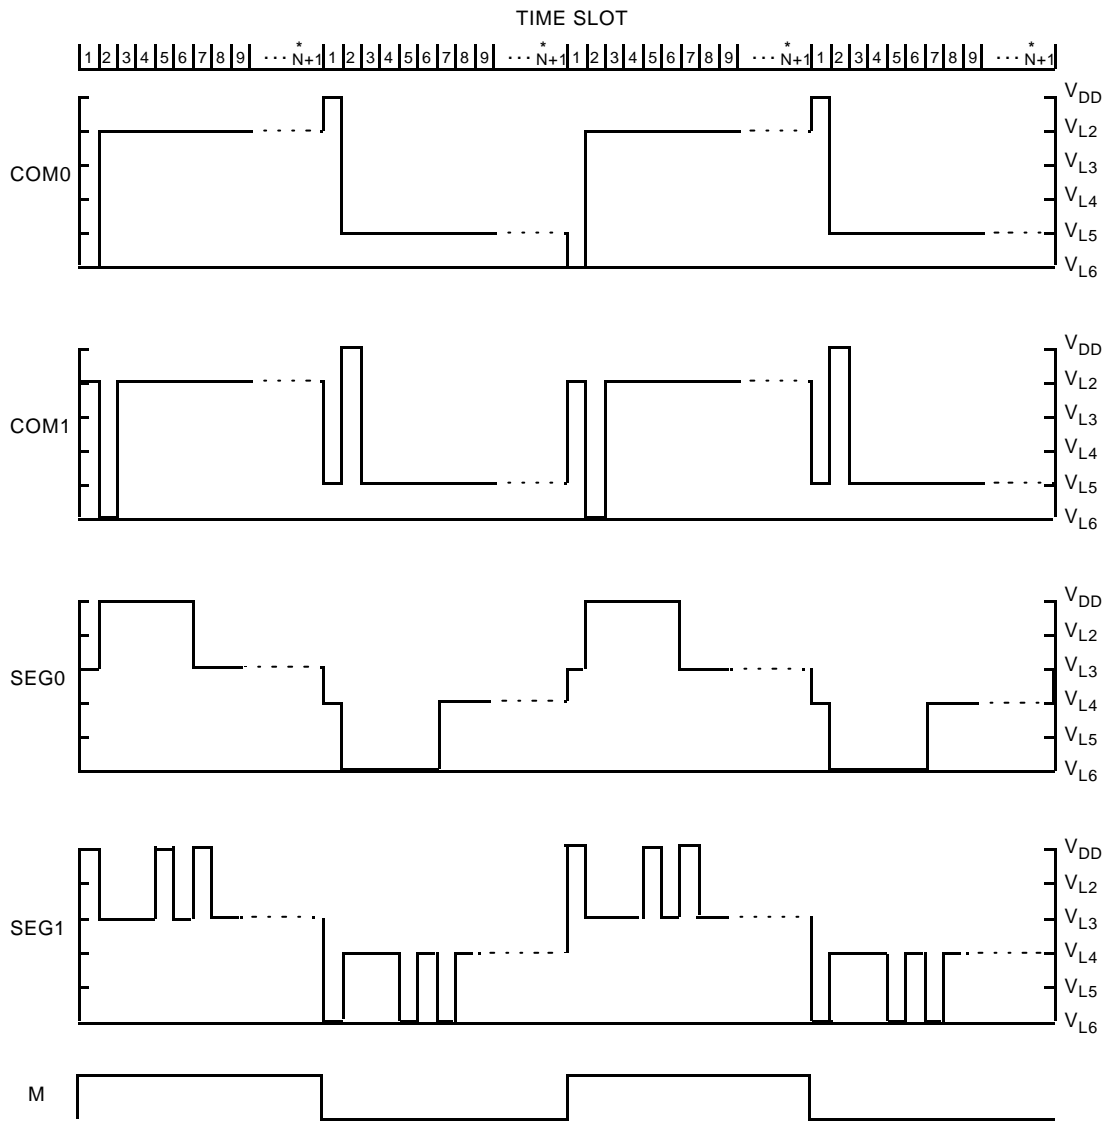 TIME SLOT
* * * *
1 2 3 4 5 6 7 8 9 ··· N+1 1 2 3 4 5 6 7 8 9 ··· N+1 1 2 3 4 5 6 7 8 9 ··· N+1 1 2 3 4 5 6 7 8 9 ··· N+1
COM0
VDD
VL2
VL3
VL4
VL5
VL6
COM1
VDD
VL2
VL3
VL4
VL5
VL6
SEG0
VDD
VL2
VL3
VL4
VL5
VL6
SEG1
VDD
VL2
VL3
VL4
VL5
VL6
M